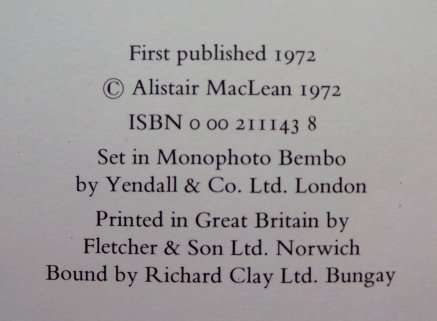 First published 1972
© Alistair MacLean 1972
ISBN 0 00 211143 8
Set in Monophoto Bembo
by Yendall & Co. Ltd. London
Printed in Great Britain by
Fletcher & Son Ltd. Norwich
Bound by Richard Clay Ltd. Bungay